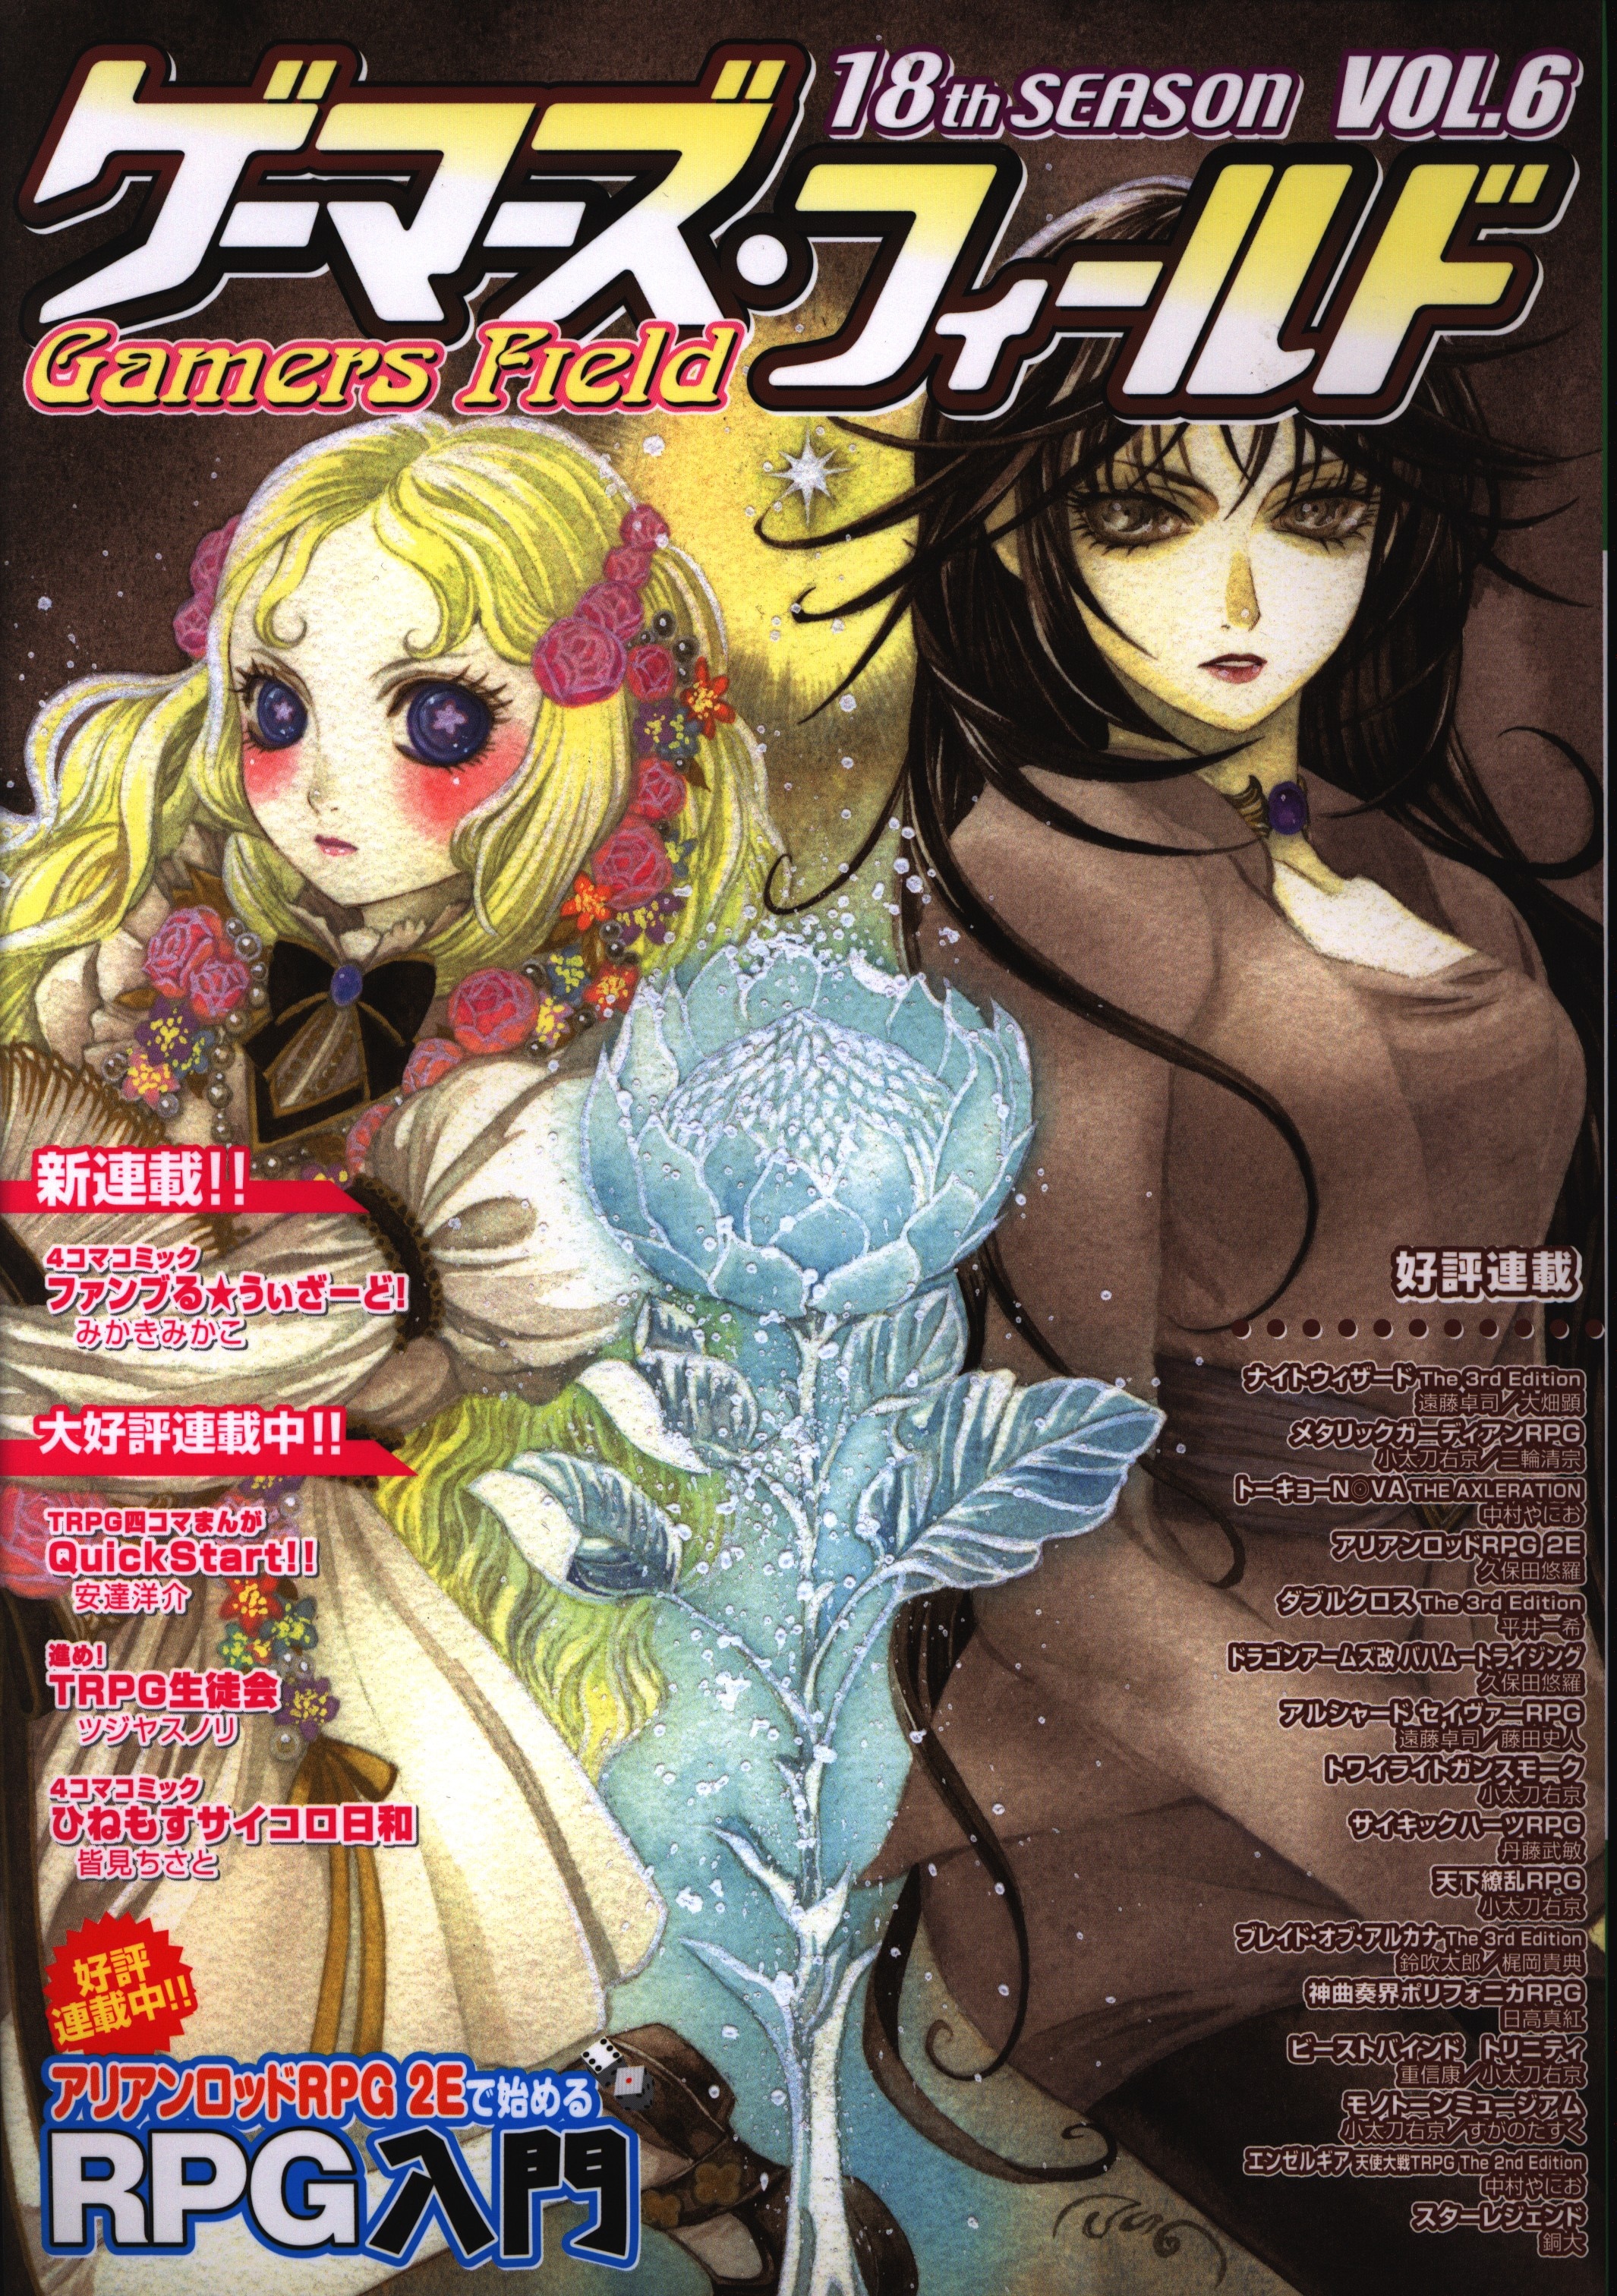 18th SEASON VOL.6
ゲーマーズ・フィールド
Gamers Field
新連載!!
4コマコミック
ファンブる★うぃざーど!
みかきみかこ
大好評連載中!!
TRPG四コマまんが
QuickStart!!
安達洋介
進め!
TRPG生徒会
ツジヤスノリ
4コマコミック
ひねもすサイコロ日和
皆見ちさと
好評
連載中!!
アリアンロッドRPG 2Eで始める
RPG入門
好評連載
ナイトウィザード The 3rd Edition
遠藤卓司/大畑顕
メタリックガーディアンRPG
小太刀右京/三輪清宗
トーキョーN◎VA THE AXLERATION
中村やにお
アリアンロッドRPG 2E
久保田悠羅
ダブルクロス The 3rd Edition
平井一希
ドラゴンアームズ改 バハムートライジング
久保田悠羅
アルシャード セイヴァーRPG
遠藤卓司/藤田史人
トワイライトガンスモーク
小太刀右京
サイキックハーツRPG
丹藤武敏
天下繚乱RPG
小太刀右京
ブレイド・オブ・アルカナ The 3rd Edition
鈴吹太郎/梶岡貴典
神曲奏界ポリフォニカRPG
日高真紅
ビーストバインド トリニティ
重信康/小太刀右京
モノトーンミュージアム
小太刀右京/すがのたすく
エンゼルギア 天使大戦TRPG The 2nd Edition
中村やにお
スターレジェンド
銅大